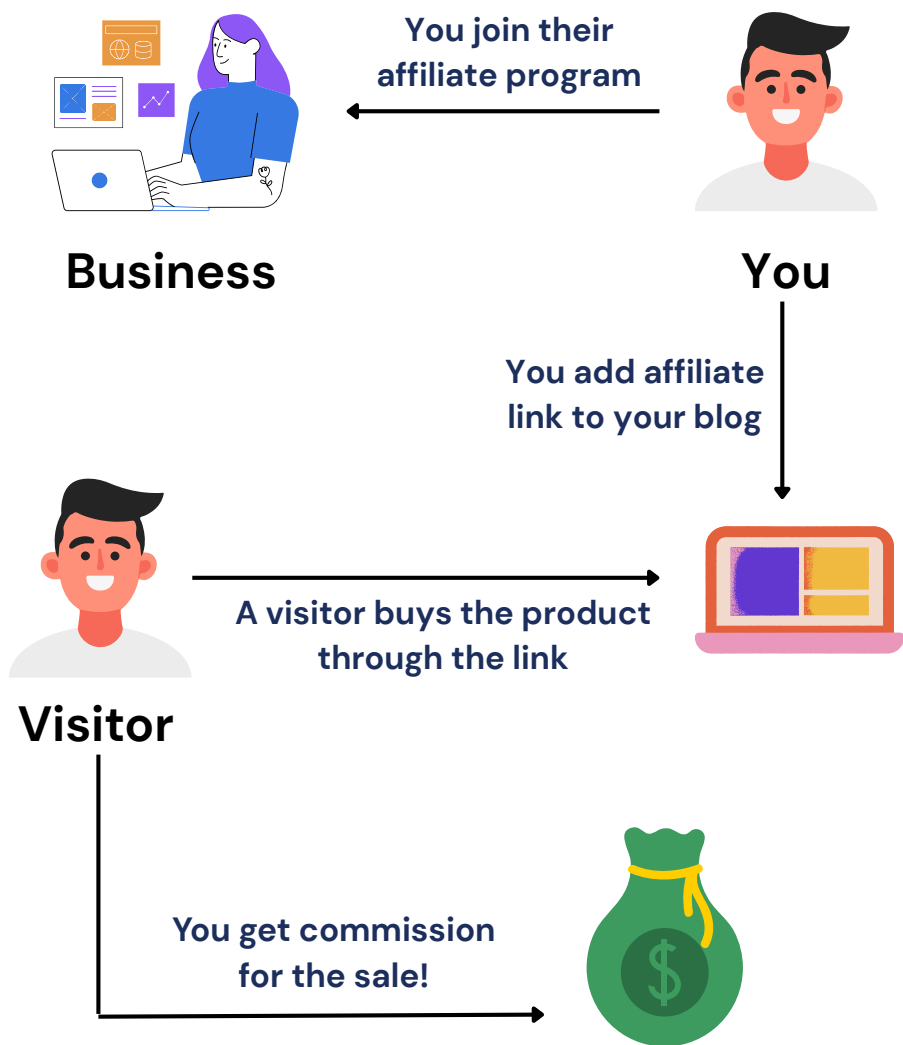 You join their
affiliate program
Business
You
You add affiliate
link to your blog
A visitor buys the product
through the link
Visitor
You get commission
for the sale!
$